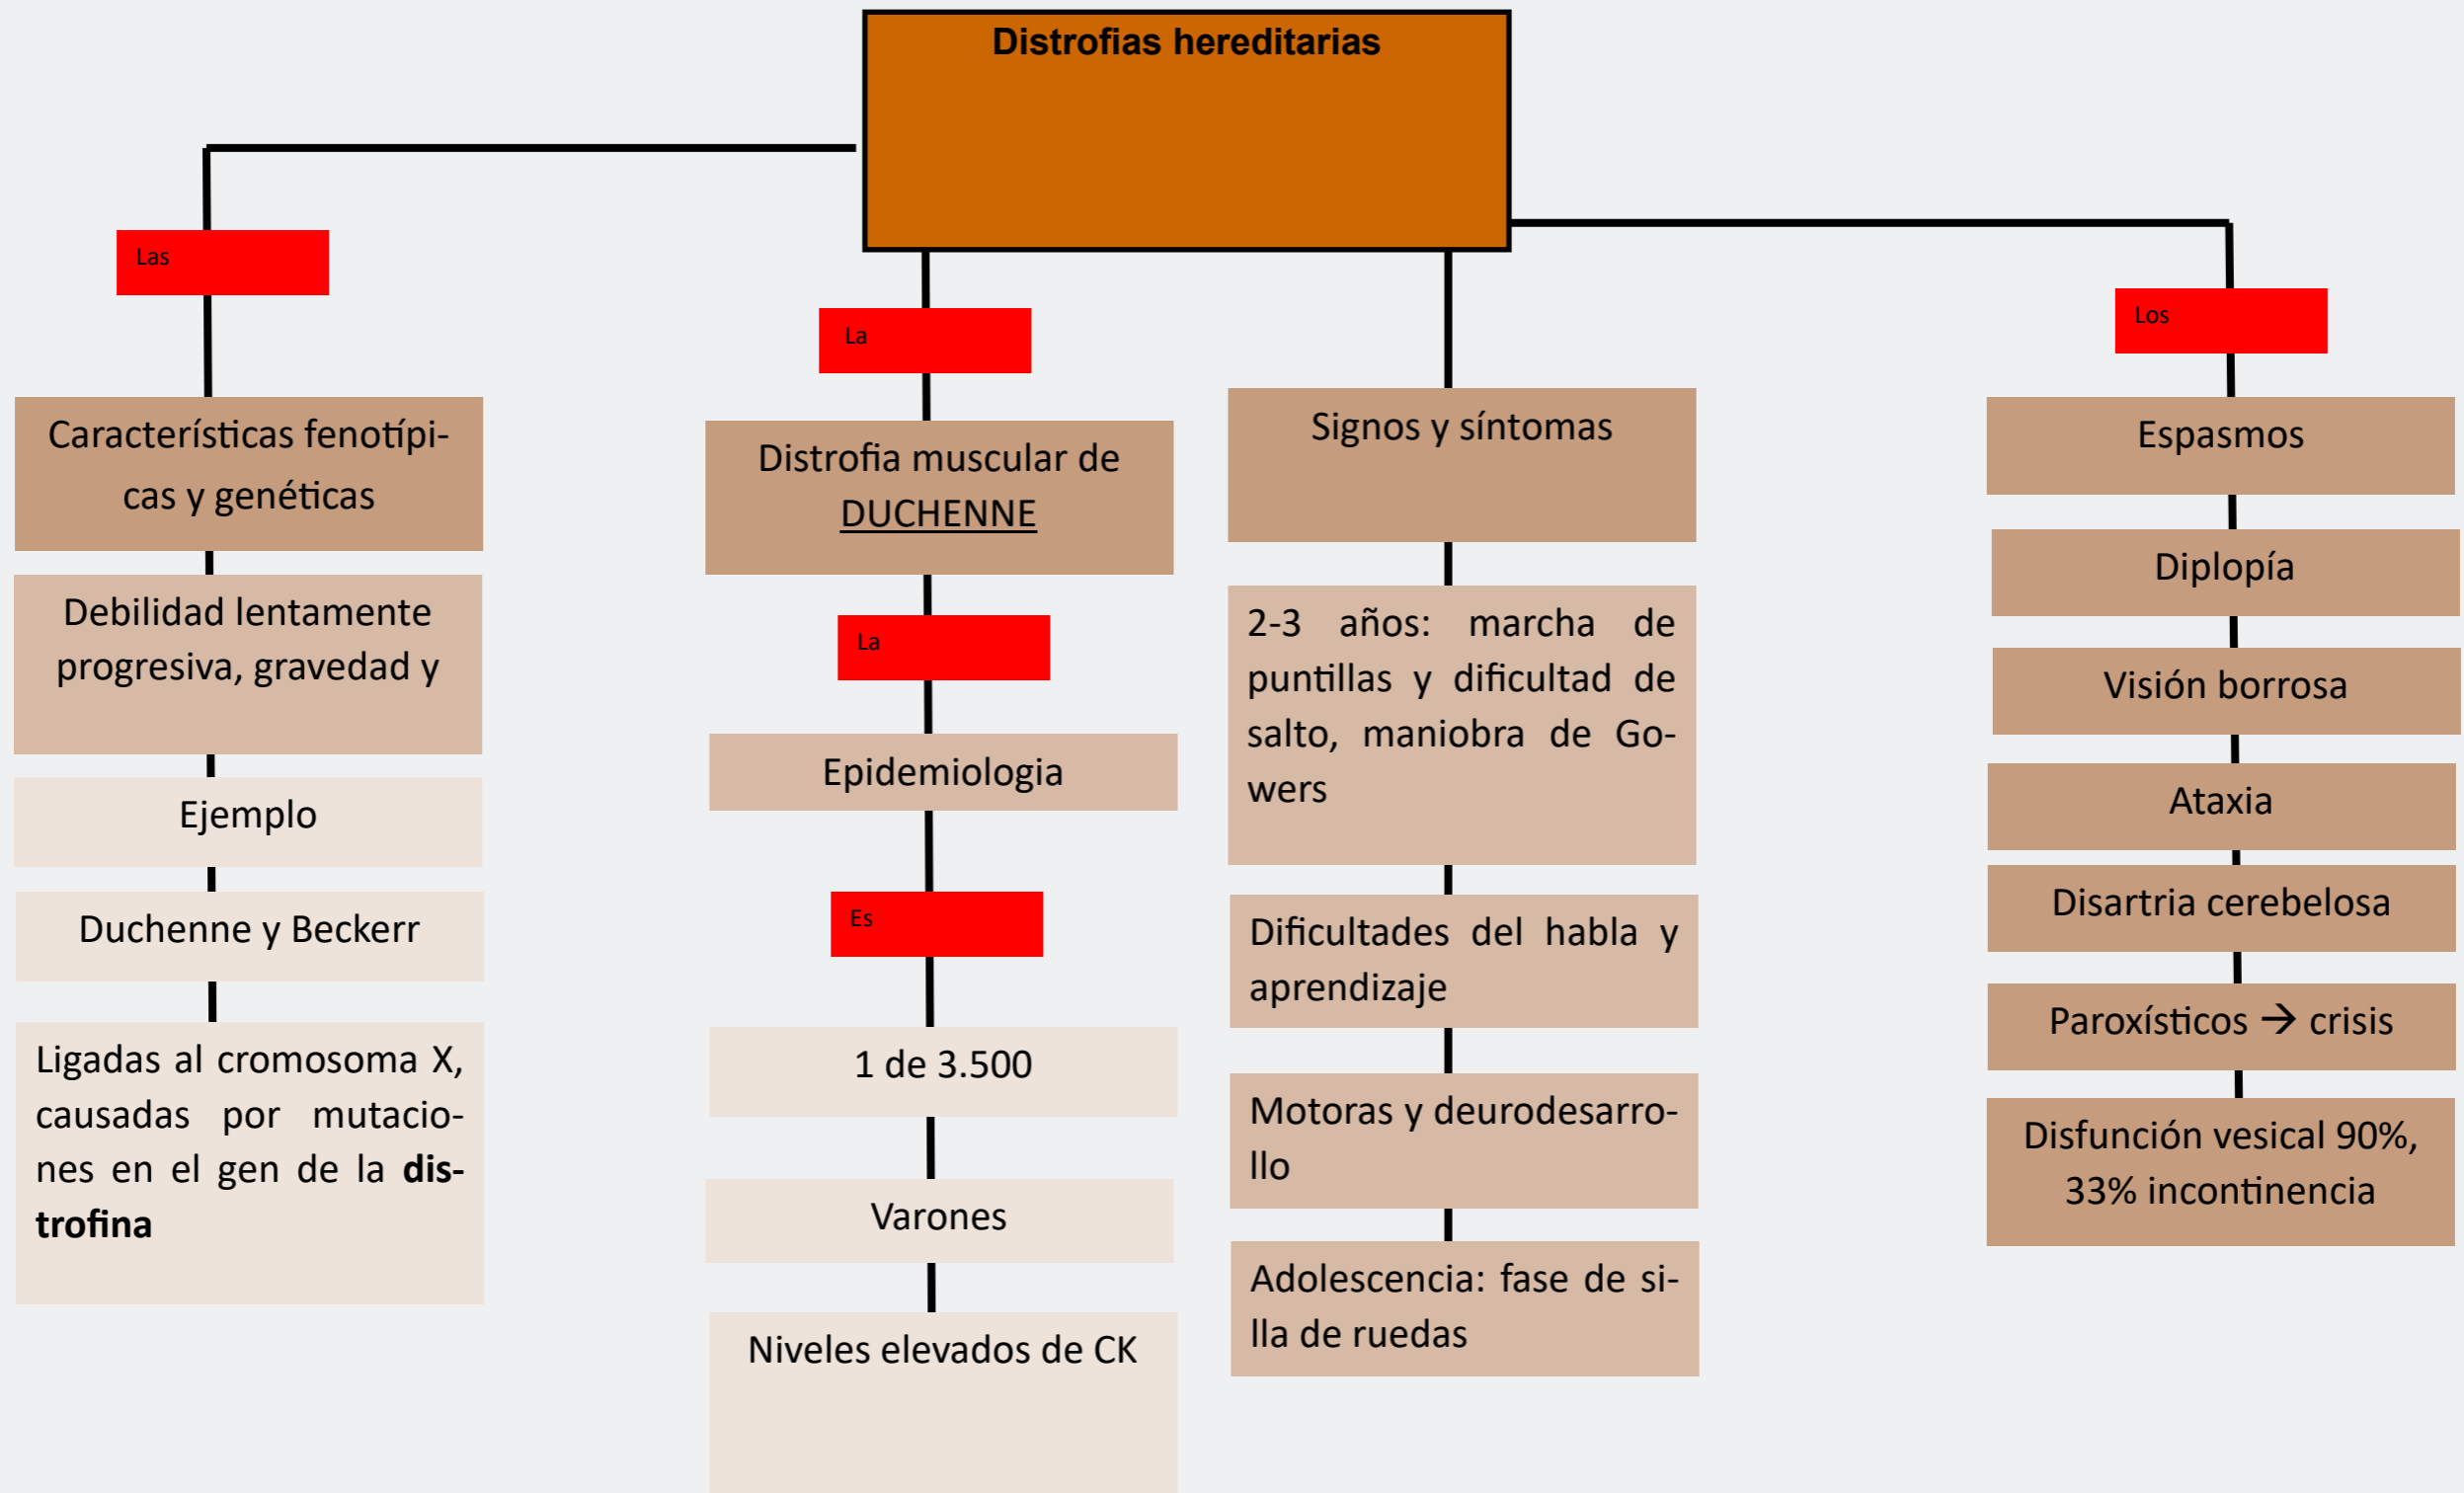 Distrofias hereditarias
Las
Característicias fenotípi-
cas y genéticas
Debilidad lentamente
progresiva, gravedad y
Ejemplo
Duchenne y Beckerr
Ligadas al cromosoma X,
causadas por mutacio-
nes en el gen de la dis-
trofina
La
Distrofia muscular de
DUCHENNE
La
Epidemiologia
Es
1 de 3.500
Varones
Niveles elevados de CK
Signos y síntomas
2-3 años: marcha de
puntillas y dificultad de
salto, maniobra de Go-
wers
Dificultades del habla y
aprendizaje
Motoras y deurodesarro-
llo
Adolescencia: fase de si-
lla de ruedas
Los
Espasmos
Diplopía
Visión borrosa
Ataxia
Disartria cerebelosa
Paroxísticos → crisis
Disfunción vesical 90%,
33% incontinencia